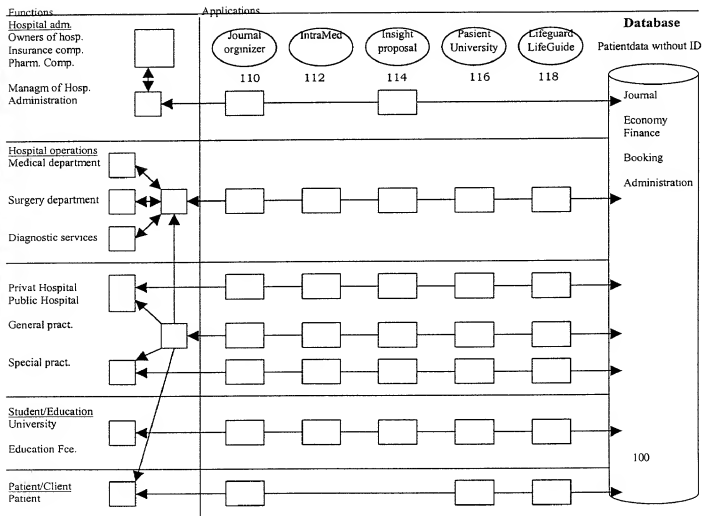 Functions
Applications
Hospital adm.
Owners of hosp.
Insurance comp.
Pharm. Comp.
Managm of Hosp.
Administration
Journal
orgınizer
IntraMed
Insight
proposal
Pasient
University
Lifeguard
LifeGuide
110
112
114
116
118
Database
Patientdata without ID
Journal
Economy
Finance
Booking
Administration
Hospital operations
Medical department
Surgery department
Diagnostic services
Privat Hospital
Public Hospital
General pract.
Special pract.
Student/Education
University
Education Fce.
100
Patient/Client
Patient